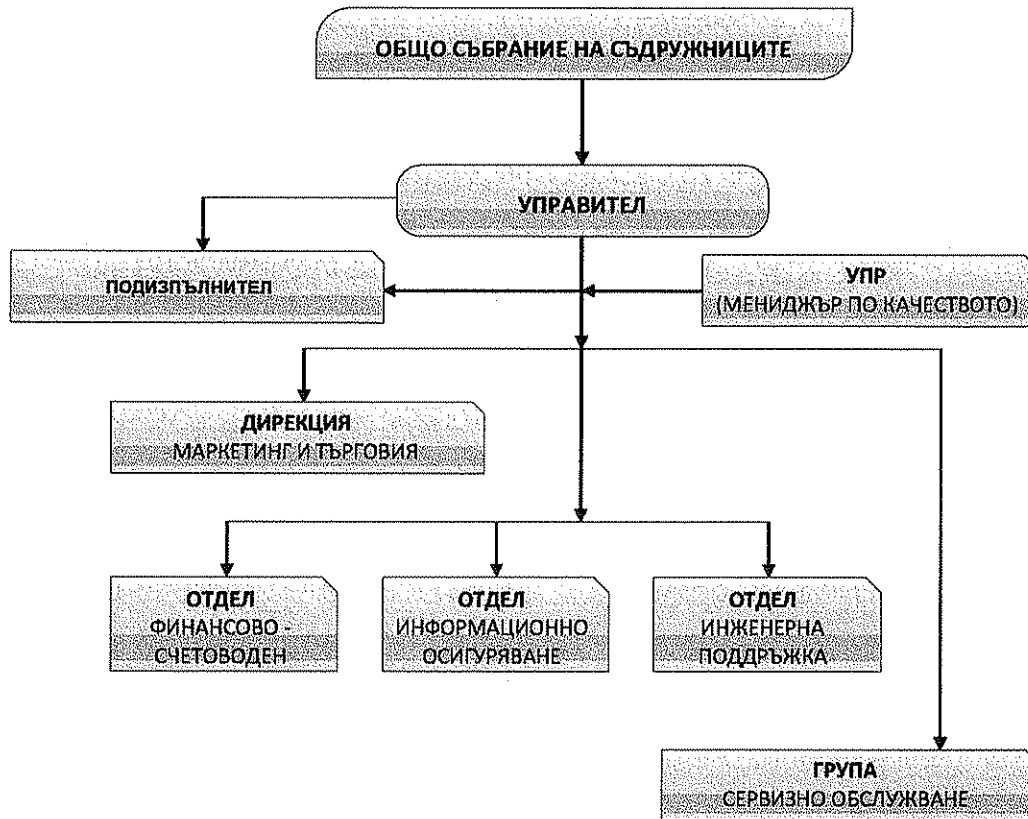 ОБЩО СЪБРАНИЕ НА СЪДРУЖНИЦИТЕ
УПРАВИТЕЛ
ПОДИЗПЪЛНИТЕЛ
УПР
(МЕНИДЖЪР ПО КАЧЕСТВОТО)
ДИРЕКЦИЯ
МАРКЕТИНГ И ТЪРГОВИЯ
ОТДЕЛ
ФИНАНСОВО -
СЧЕТОВОДЕН
ОТДЕЛ
ИНФОРМАЦИОННО
ОСИГУРЯВАНЕ
ОТДЕЛ
ИНЖЕНЕРНА
ПОДДРЪЖКА
ГРУПА
СЕРВИЗНО ОБСЛУЖВАНЕ